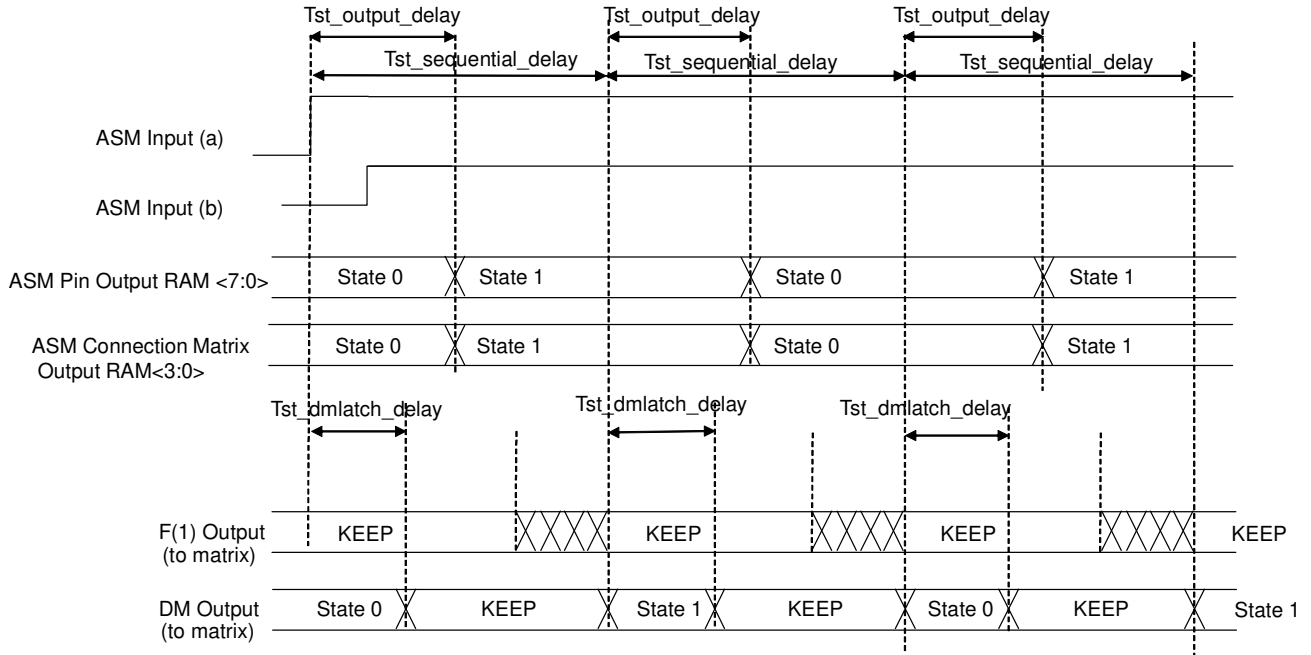 Tst_output_delay Tst_output_delay Tst_output_delay
Tst_sequential_delay Tst_sequential_delay Tst_sequential_delay
ASM Input (a)
ASM Input (b)
ASM Pin Output RAM <7:0> State 0 State 1 State 0 State 1
ASM Connection Matrix
Output RAM<3:0>
State 0 State 1 State 0 State 1
Tst_dmlatch_delay Tst_dmlatch_delay Tst_dmlatch_delay
F(1) Output
(to matrix)
KEEP KEEP KEEP KEEP
DM Output
(to matrix)
State 0 KEEP State 1 KEEP State 0 KEEP State 1